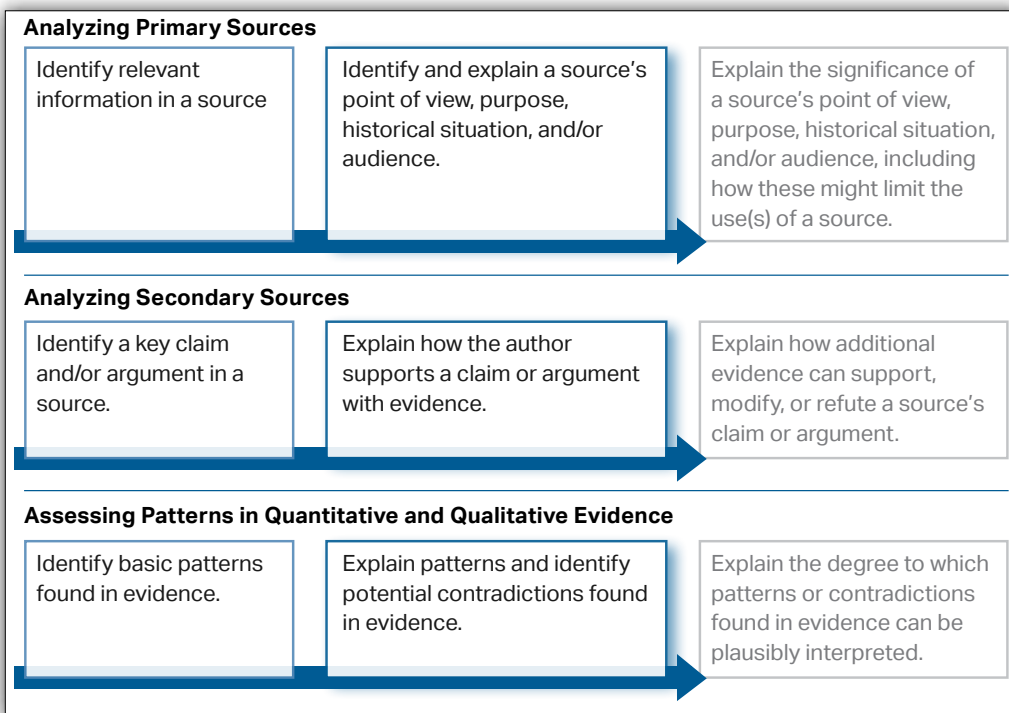 Analyzing Primary Sources
Identify relevant
information in a source
Identify and explain a source's
point of view, purpose,
historical situation, and/or
audience.
Explain the significance of
a source's point of view,
purpose, historical situation,
and/or audience, including
how these might limit the
use(s) of a source.
Analyzing Secondary Sources
Identify a key claim
and/or argument in a
source.
Explain how the author
supports a claim or argument
with evidence.
Explain how additional
evidence can support,
modify, or refute a source's
claim or argument.
Assessing Patterns in Quantitative and Qualitative Evidence
Identify basic patterns
found in evidence.
Explain patterns and identify
potential contradictions found
in evidence.
Explain the degree to which
patterns or contradictions
found in evidence can be
plausibly interpreted.